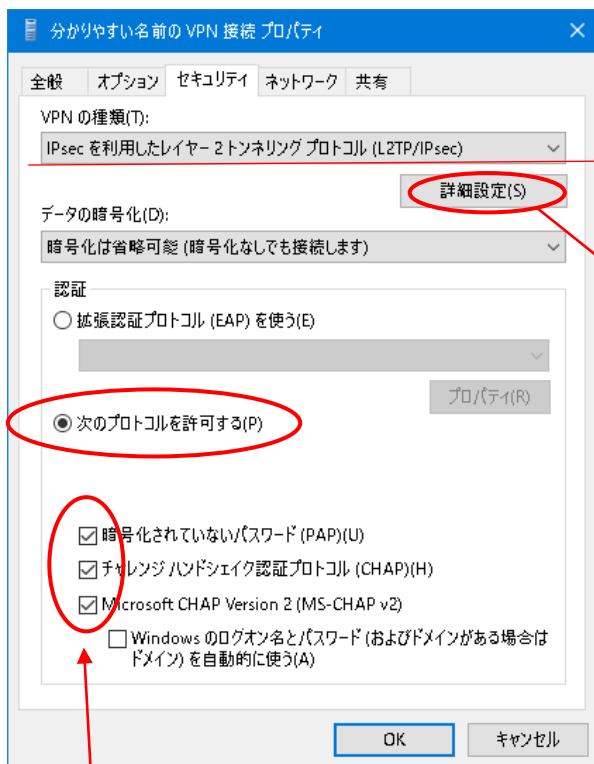 分かりやすい名前の VPN 接続 プロパティ
全般 オプション セキュリティ ネットワーク 共有
VPN の種類(T):
IPsec を利用したレイヤー 2 トンネリング プロトコル (L2TP/IPsec)
詳細設定(S)
データの暗号化(D):
暗号化は省略可能 (暗号化なしでも接続します)
認証
拡張認証プロトコル (EAP) を使う(E)
プロパティ(R)
次のプロトコルを許可する(P)
暗号化されていないパスワード (PAP)(U)
チャレンジ ハンドシェイク認証プロトコル (CHAP)(H)
Microsoft CHAP Version 2 (MS-CHAP v2)
Windows のログオン名とパスワード (およびドメインがある場合は
ドメイン) を自動的に使う(A)
OK キャンセル